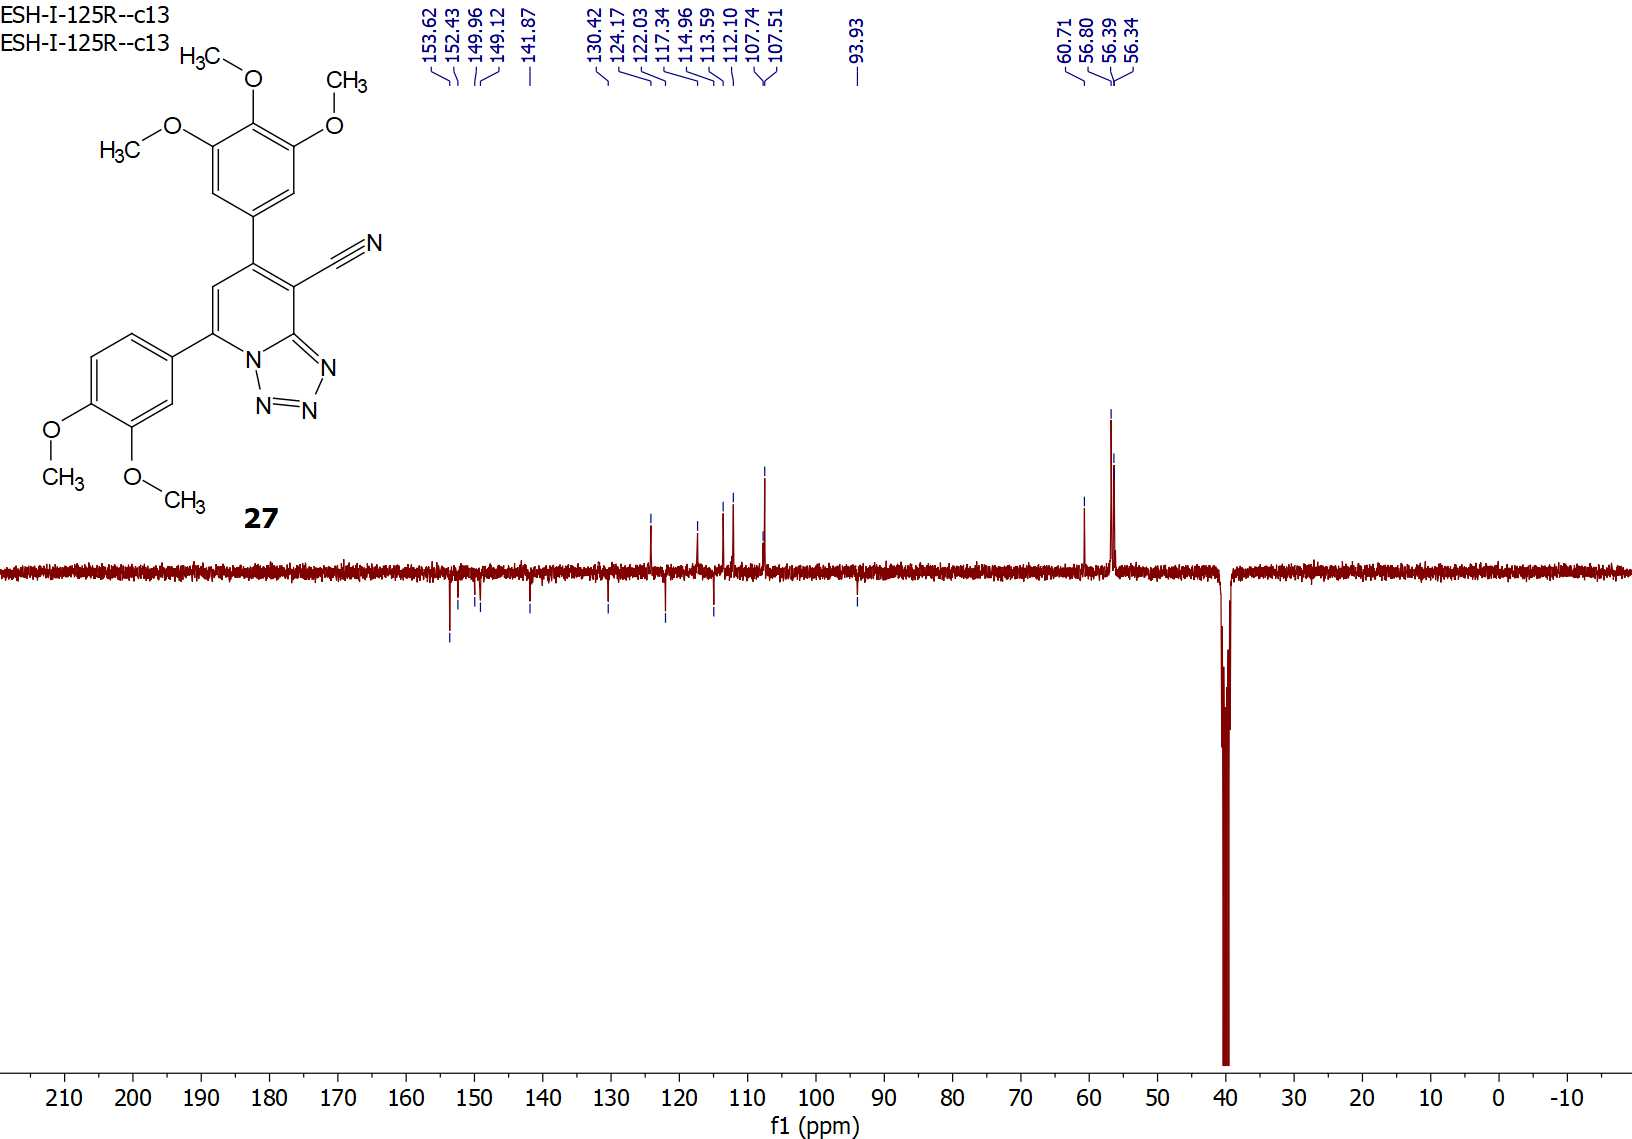 ESH-I-125R--c13
ESH-I-125R--c13
153.62
152.43
149.96
149.12
141.87
130.42
124.17
122.03
117.34
114.96
113.59
112.10
107.74
107.51
93.93
60.71
56.80
56.39
56.34
H3C
O
CH3
O
O
H3C
N
N
N
N
N
O
CH3
O
CH3
27
210 200 190 180 170 160 150 140 130 120 110 100 90 80 70 60 50 40 30 20 10 0 -10
f1 (ppm)